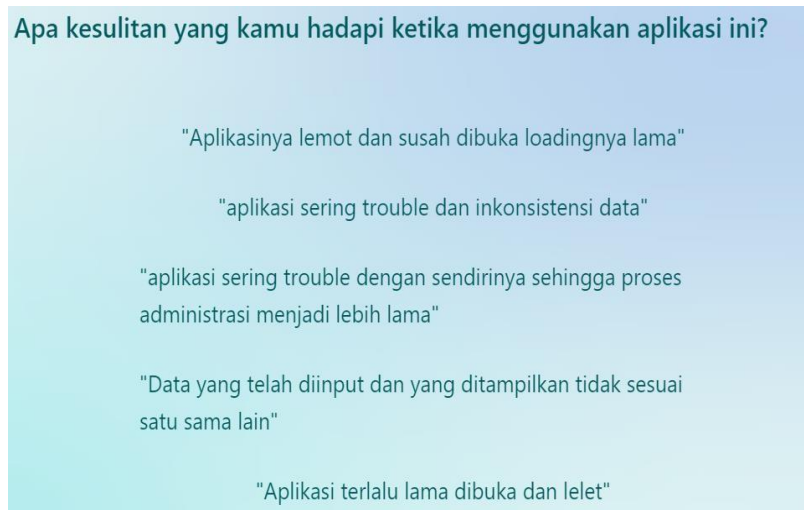 Apa kesulitan yang kamu hadapi ketika menggunakan aplikasi ini?
"Aplikasinya lemot dan susah dibuka loadingnya lama"
"aplikasi sering trouble dan inkonsistensi data"
"aplikasi sering trouble dengan sendirinya sehingga proses
administrasi menjadi lebih lama"
"Data yang telah diinput dan yang ditampilkan tidak sesuai
satu sama lain"
"Aplikasi terlalu lama dibuka dan lelet"